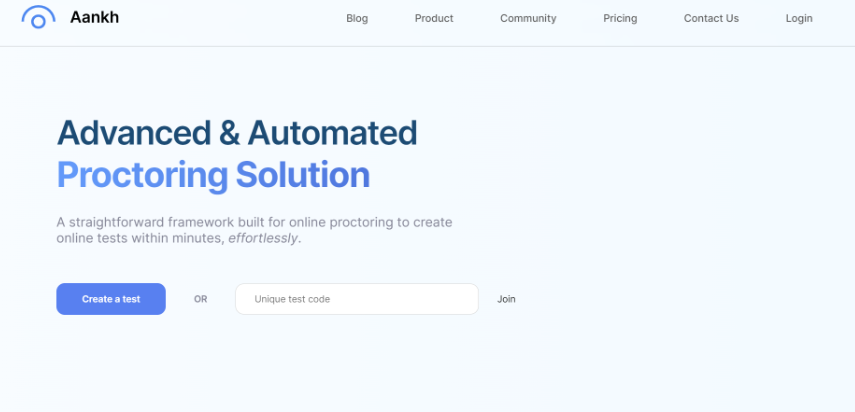 Aankh
Blog
Product
Community
Pricing
Contact Us
Login
Advanced & Automated
Proctoring Solution
A straightforward framework built for online proctoring to create
online tests within minutes, effortlessly.
Create a test
OR
Unique test code
Join